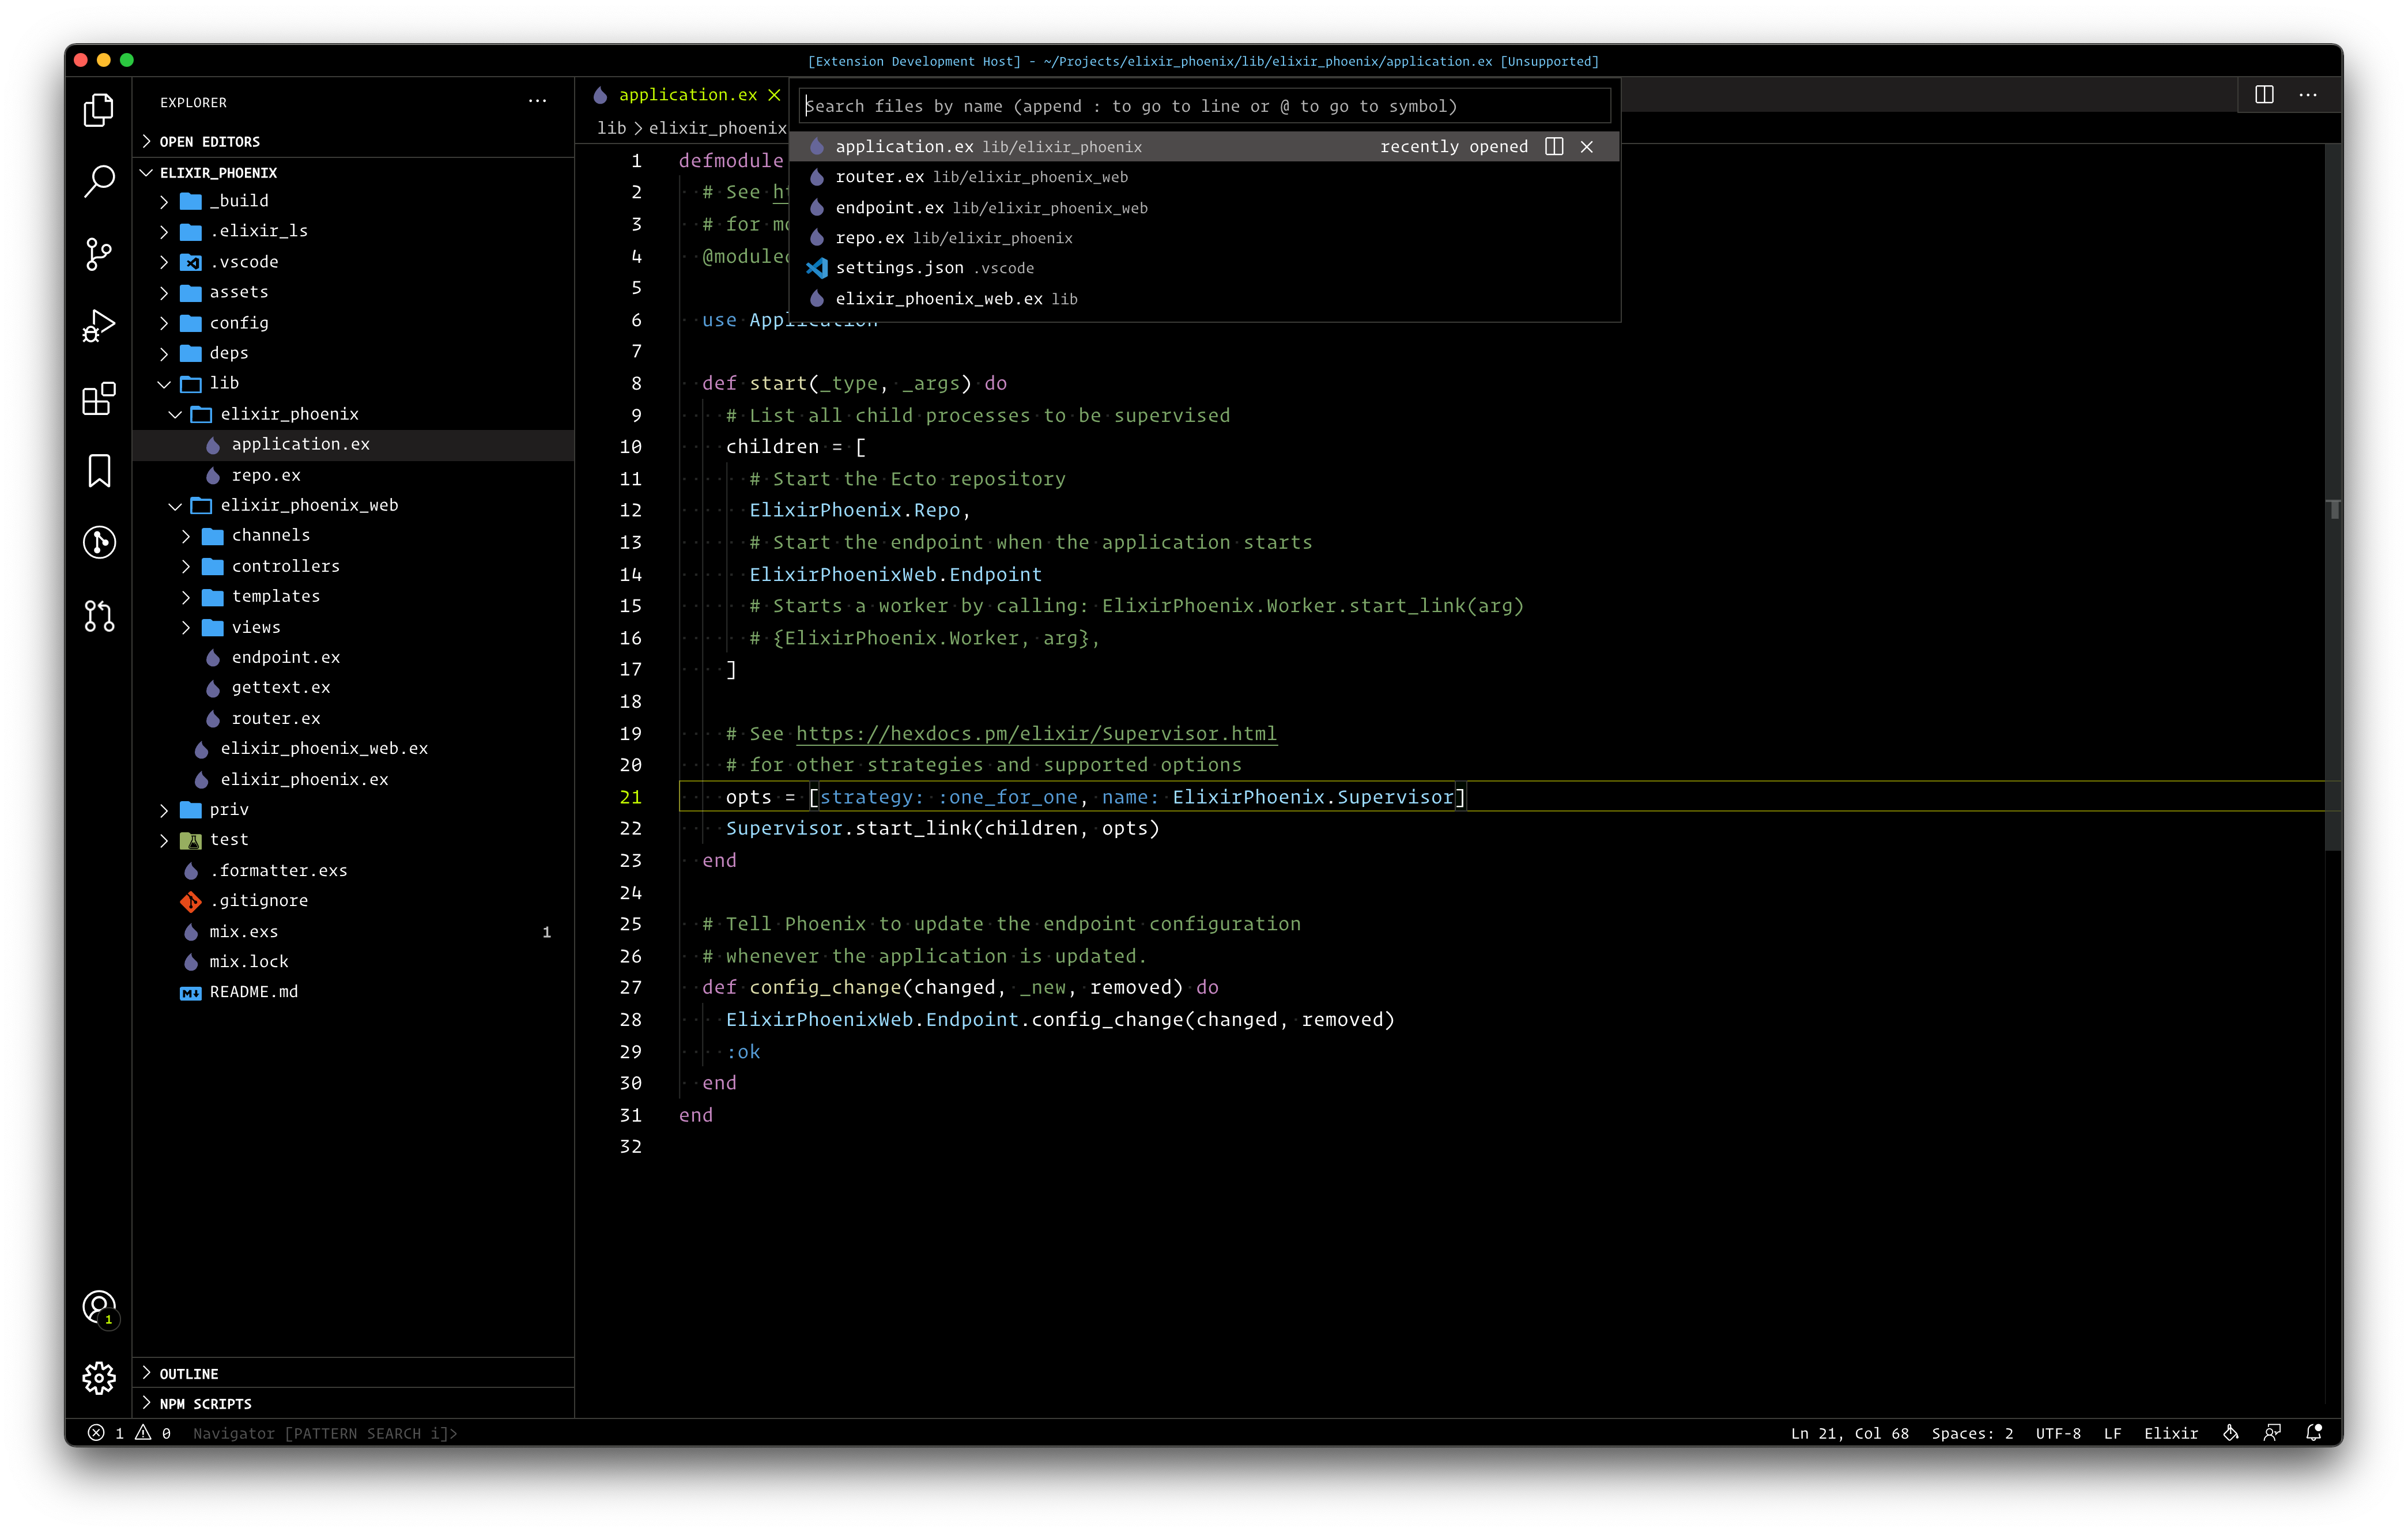 [Extension Development Host] - ~/Projects/elixir_phoenix/lib/elixir_phoenix/application.ex [Unsupported]
EXPLORER
OPEN EDITORS
ELIXIR_PHOENIX
_build
.elixir_ls
.vscode
assets
config
deps
lib
elixir_phoenix
application.ex
repo.ex
elixir_phoenix_web
channels
controllers
templates
views
endpoint.ex
gettext.ex
router.ex
elixir_phoenix_web.ex
elixir_phoenix.ex
priv
test
.formatter.exs
.gitignore
mix.exs 1
mix.lock
README.md
1
OUTLINE
NPM SCRIPTS
application.ex
lib > elixir_phoenix
Search files by name (append : to go to line or @ to go to symbol)
application.ex lib/elixir_phoenix recently opened
router.ex lib/elixir_phoenix_web
endpoint.ex lib/elixir_phoenix_web
repo.ex lib/elixir_phoenix
settings.json .vscode
elixir_phoenix_web.ex lib
1 defmodule
2 # See
3 # for
4
5
6 use Application
7
8 def start(_type, _args) do
9 # List all child processes to be supervised
10 children = [
11 # Start the Ecto repository
12 ElixirPhoenix.Repo,
13 # Start the endpoint when the application starts
14 ElixirPhoenixWeb.Endpoint
15 # Starts a worker by calling: ElixirPhoenix.Worker.start_link(arg)
16 # {ElixirPhoenix.Worker, arg},
17 ]
18
19 # See https://hexdocs.pm/elixir/Supervisor.html
20 # for other strategies and supported options
21 opts = [strategy: :one_for_one, name: ElixirPhoenix.Supervisor]
22 Supervisor.start_link(children, opts)
23 end
24
25 # Tell Phoenix to update the endpoint configuration
26 # whenever the application is updated.
27 def config_change(changed, _new, removed) do
28 ElixirPhoenixWeb.Endpoint.config_change(changed, removed)
29 :ok
30 end
31 end
32
1 0 Navigator [PATTERN SEARCH i]> Ln 21, Col 68 Spaces: 2 UTF-8 LF Elixir